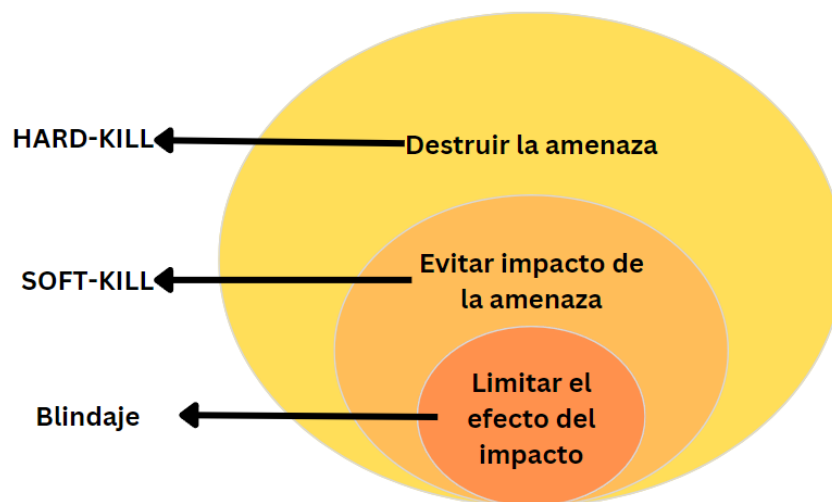 HARD-KILL
Destruir la amenaza
SOFT-KILL
Evitar impacto de
la amenaza
Blindaje
Limitar el
efecto del
impacto